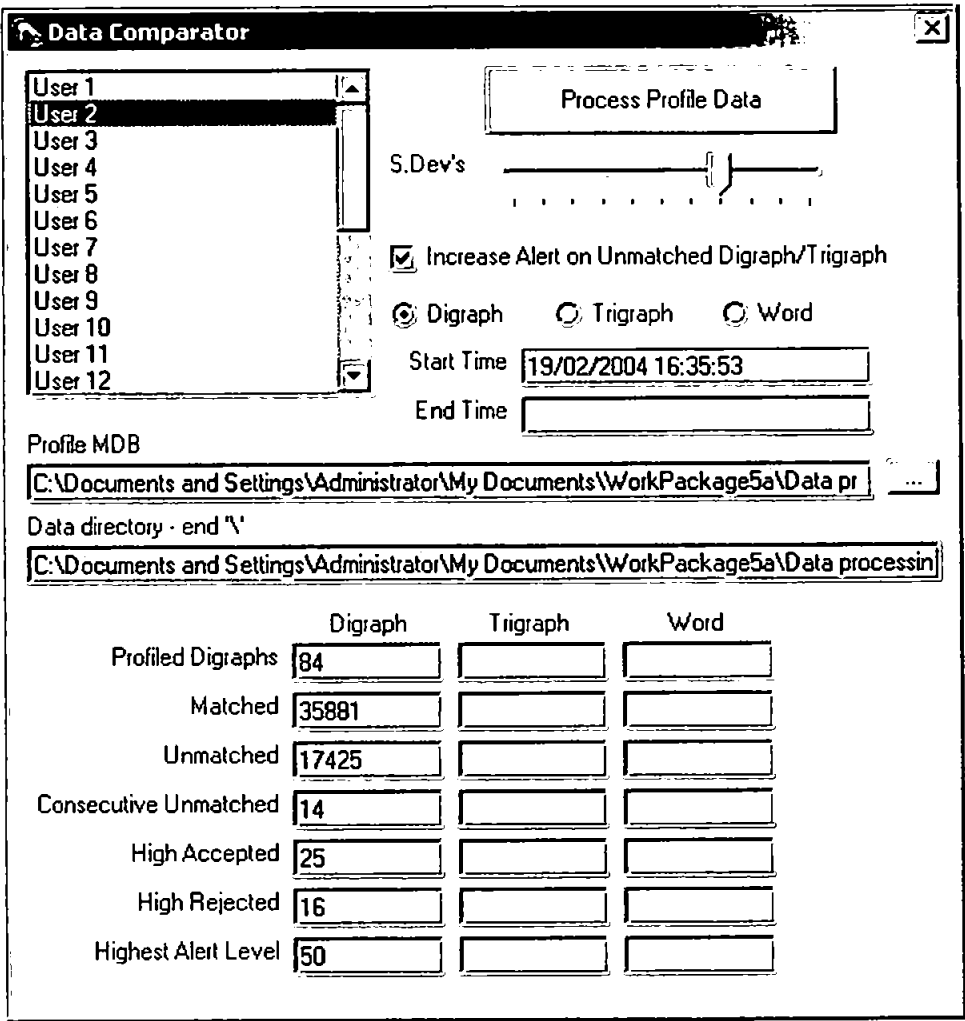 Data Comparator
User 1
User 2
User 3
User 4
User 5
User 6
User 7
User 8
User 9
User 10
User 11
User 12
Process Profile Data
S.Dev's
Increase Alert on Unmatched Digraph/Trigraph
Digraph Trigraph Word
Start Time 19/02/2004 16:35:53
End Time
Profile MDB
C:\Documents and Settings\Administrator\My Documents\WorkPackage5a\Data pr ...
Data directory - end '\'
C:\Documents and Settings\Administrator\My Documents\WorkPackage5a\Data processin
Digraph Trigraph Word
Profiled Digraphs 84
Matched 35881
Unmatched 17425
Consecutive Unmatched 14
High Accepted 25
High Rejected 16
Highest Alert Level 50